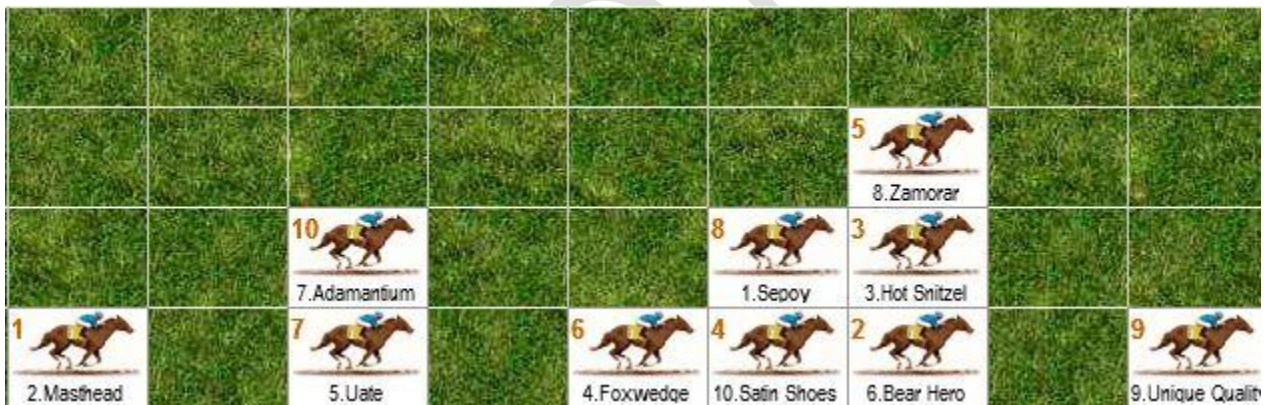 5
8.Zamorar
10
7.Adamantium
8
1.Sepoy
3
3.Hot Snitzel
1
2.Masthead
7
5.Uate
6
4.Foxwedge
4
10.Satin Shoes
2
6.Bear Hero
9
9.Unique Quality